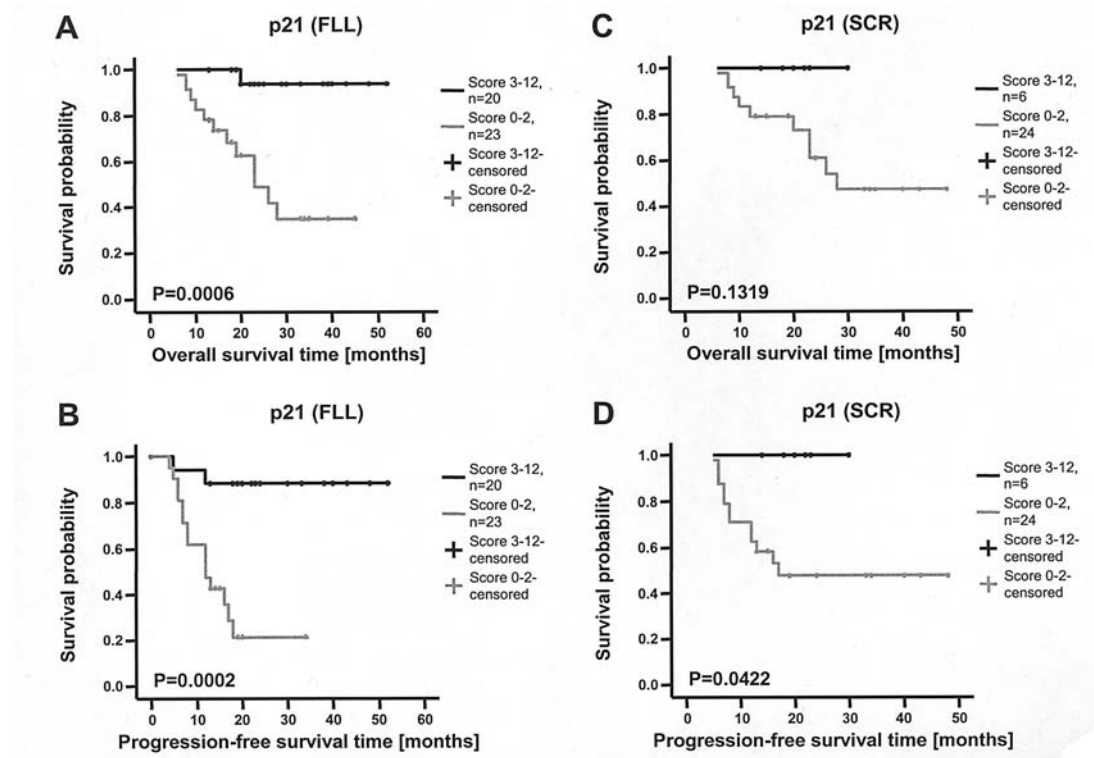 A
p21 (FLL)
Survival probability
1.0
0.8
0.6
0.4
0.2
0.0
P=0.0006
0 10 20 30 40 50 60
Overall survival time [months]
Score 3-12,
n=20
Score 0-2,
n=23
Score 3-12-
censored
Score 0-2-
censored
C
p21 (SCR)
Survival probability
1.0
0.8
0.6
0.4
0.2
0.0
P=0.1319
0 10 20 30 40 50
Overall survival time [months]
Score 3-12,
n=6
Score 0-2,
n=24
Score 3-12-
censored
Score 0-2-
censored
B
p21 (FLL)
Survival probability
1.0
0.8
0.6
0.4
0.2
0.0
P=0.0002
0 10 20 30 40 50 60
Progression-free survival time [months]
Score 3-12,
n=20
Score 0-2,
n=23
Score 3-12-
censored
Score 0-2-
censored
D
p21 (SCR)
Survival probability
1.0
0.8
0.6
0.4
0.2
0.0
P=0.0422
0 10 20 30 40 50
Progression-free survival time [months]
Score 3-12,
n=6
Score 0-2,
n=24
Score 3-12-
censored
Score 0-2-
censored